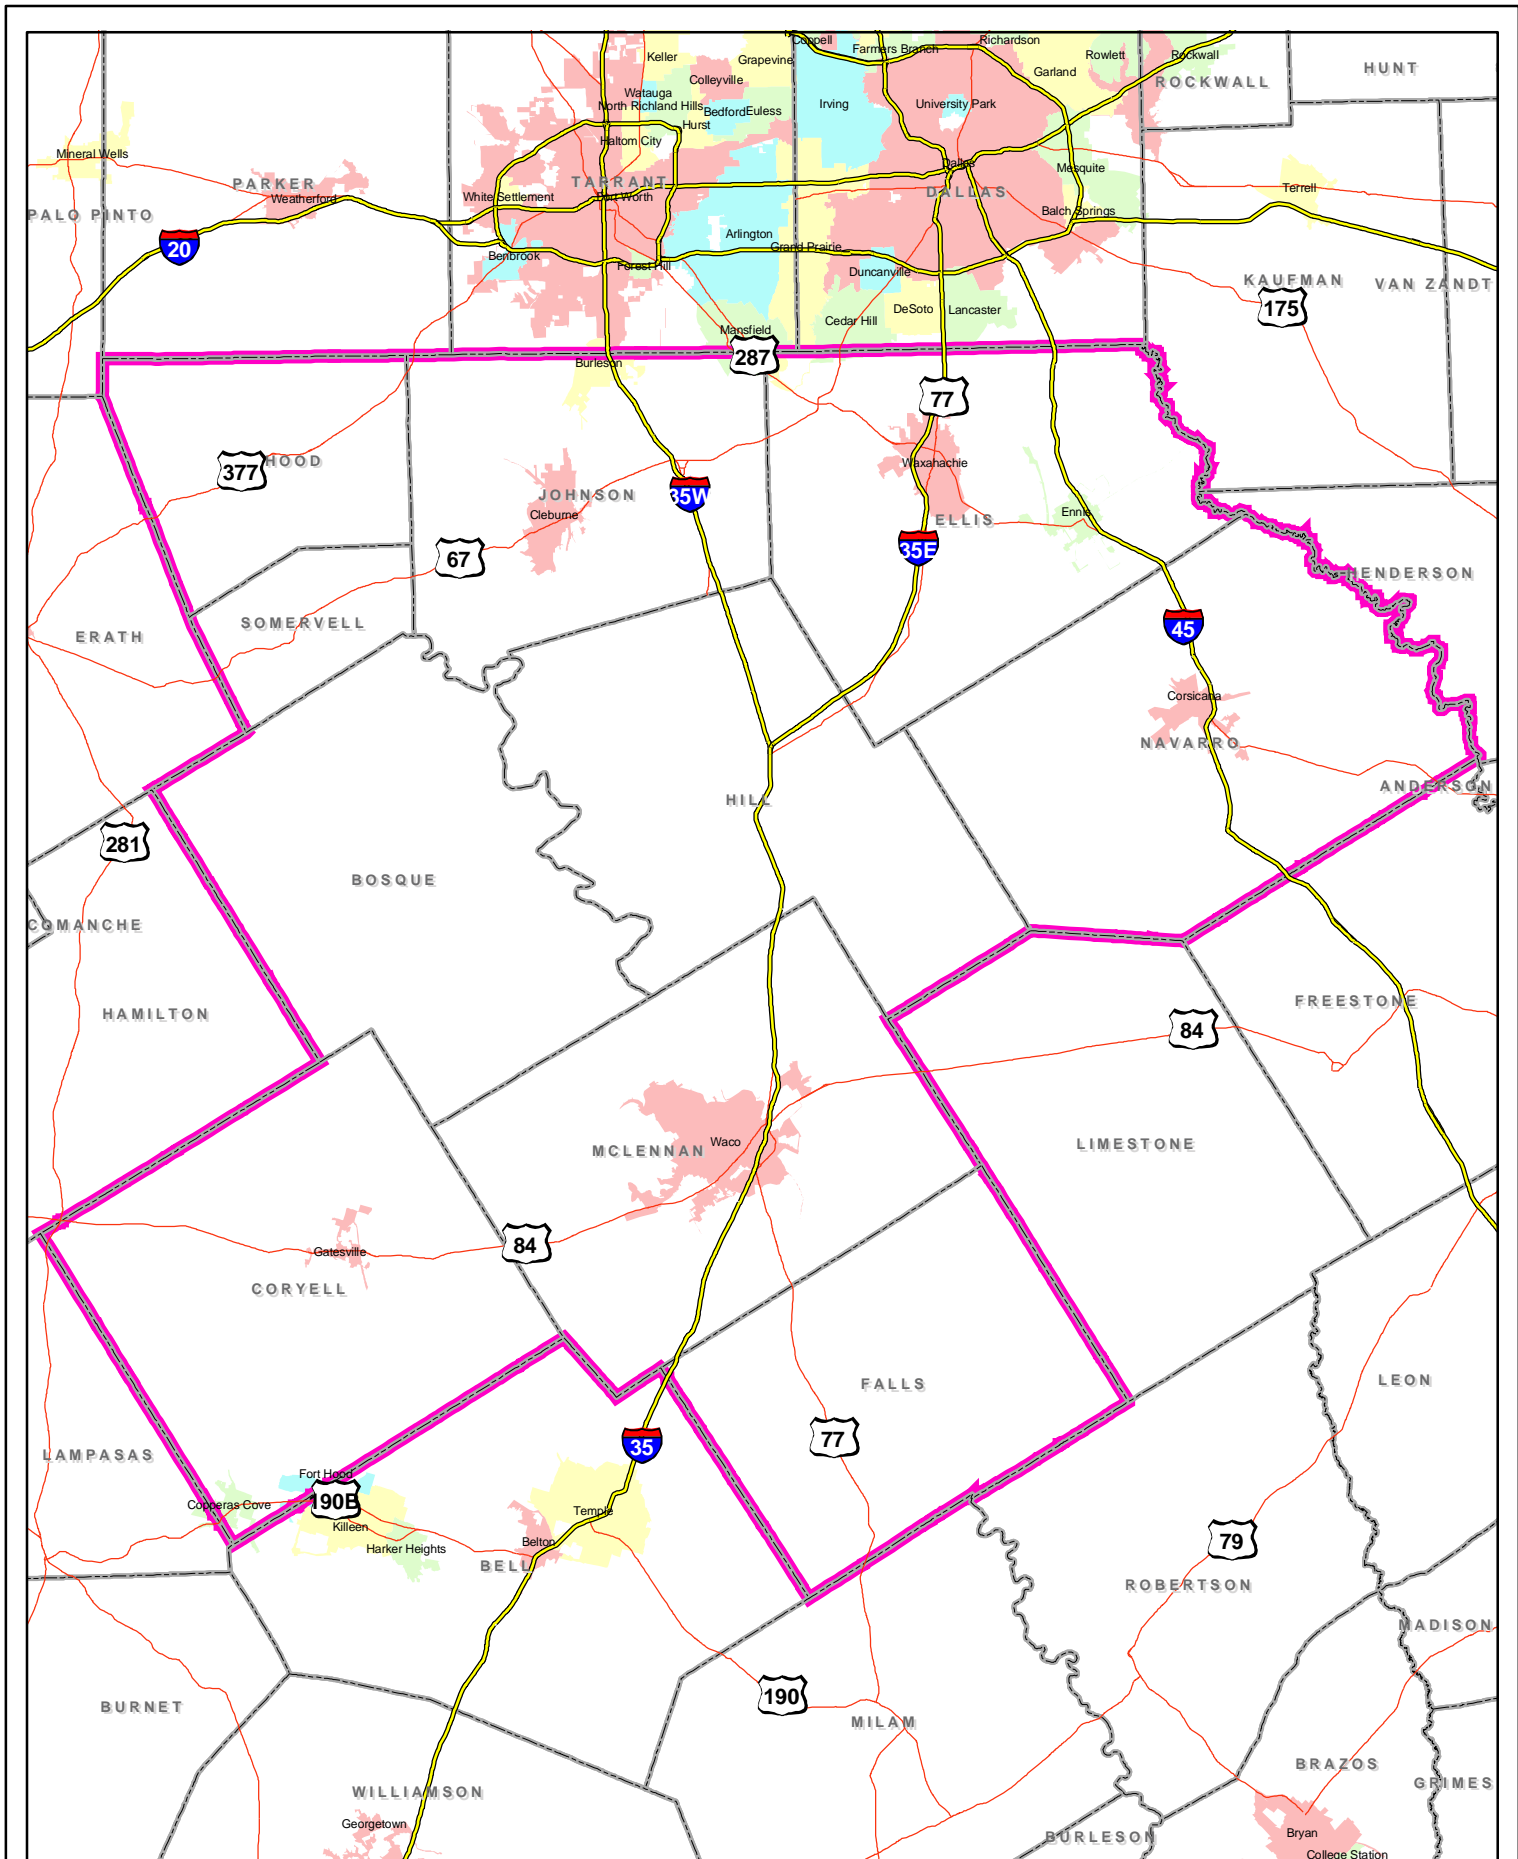 Coppell
Farmers Branch
Richardson
Keller
Grapevine
Rowlett
Rockwall
HUNT
Colleyville
Garland
ROCKWALL
Watauga
North Richland Hills
Bedford
Euless
Irving
University Park
Hurst
Haltom City
Mineral Wells
Dallas
Mesquite
PARKER
TARRANT
DALLAS
Terrell
Weatherford
White Settlement
Fort Worth
PALO PINTO
Balch Springs
20
Arlington
Grand Prairie
Benbrook
Forest Hill
Duncanville
KAUFMAN
VAN ZANDT
175
DeSoto
Lancaster
Cedar Hill
Mansfield
287
Burleson
77
HOOD
377
Waxahachie
JOHNSON
35W
Cleburne
ELLIS
Ennis
67
35E
HENDERSON
SOMERVELL
45
ERATH
Corsicana
NAVARRO
ANDERSON
HILL
281
BOSQUE
COMANCHE
FREESTONE
HAMILTON
84
MCLENNAN
Waco
LIMESTONE
84
Gatesville
CORYELL
FALLS
LEON
77
35
LAMPASAS
Fort Hood
190B
Copperas Cove
Temple
Killeen
Belton
Harker Heights
79
BELL
ROBERTSON
MADISON
190
BURNET
MILAM
BRAZOS
GRIMES
WILLIAMSON
Georgetown
Bryan
BURLESON
College Station